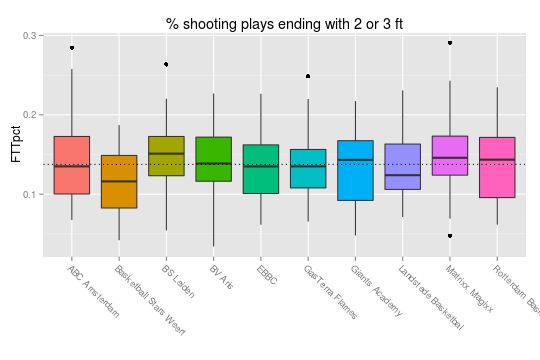 % shooting plays ending with 2 or 3 ft
FTTpct
0.3
0.2
0.1
ABC Amsterdam
Basketball Stars Weert
BS Leiden
BV Aris
EBBC
GasTerra Flames
Giants Academy
Landstede Basketbal
Matrixx Magixx
Rotterdam Bas